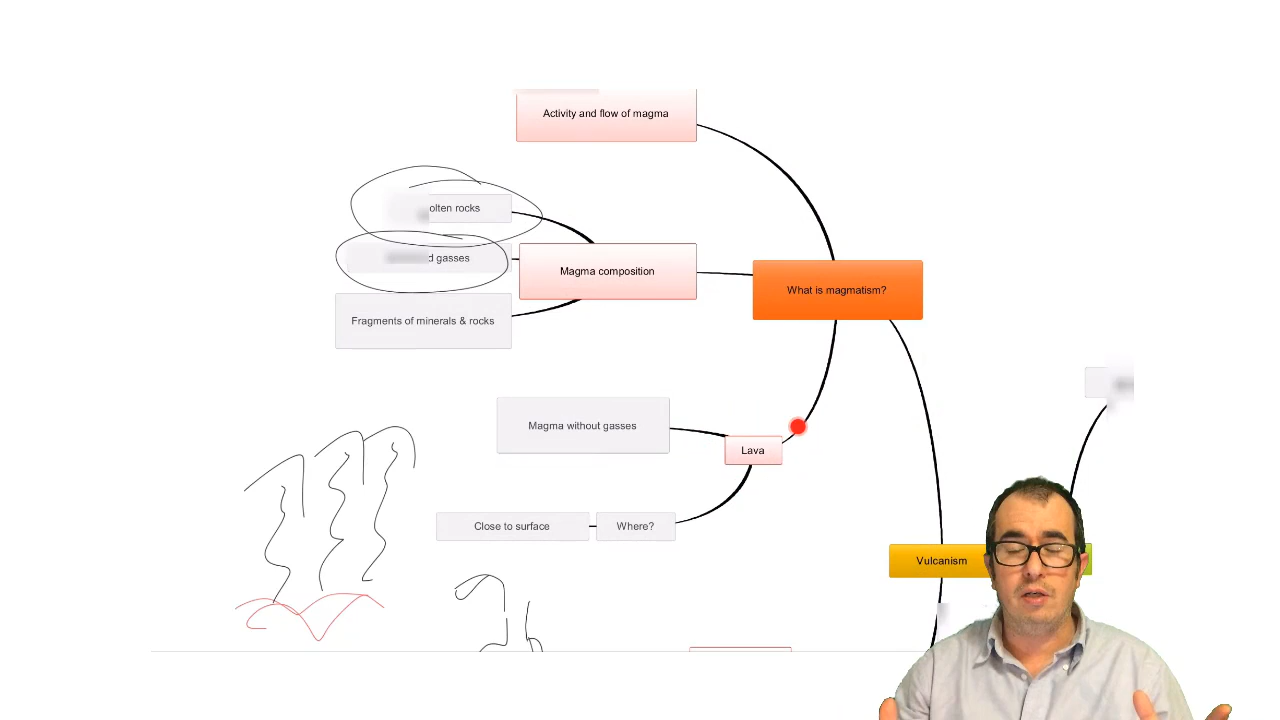 Activity and flow of magma
olten rocks
d gasses
Magma composition
What is magmatism?
Fragments of minerals & rocks
Magma without gasses
Lava
Close to surface
Where?
Vulcanism